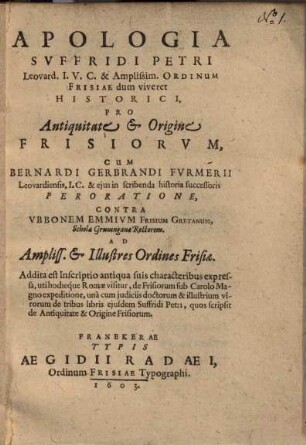 No 1.
APOLOGIA
SVFFRIDI PETRI
Leovard. I. V. C. & Ampliſsim. ORDINUM
FRISIAE dum viveret
HISTORICI,
PRO
Antiquitate & Origine
FRISIORVM,
CUM
BERNARDI GERBRANDI FVRMERII
Leovardienſis, I.C. & ejus in ſcribenda hiſtoria ſucceſſoris
PERORATIONE,
CONTRA
VBBONEM EMMIVM FRISIUM GRETANUM,
Scholæ Gruningana Rectorem.
AD
Ampliſſ. & Illuſtres Ordines Friſiæ.
Addita eſt Inſcriptio antiqua ſuis characteribus expreſ-
ſa, uti hodieque Romæ viſitur, de Friſiorum ſub Carolo Ma-
gno expeditione, unà cum judiciis doctorum & illuſtrium vi-
rorum de tribus libris ejuſdem Suffridi Petri, quos ſcripſit
de Antiquitate & Origine Friſiorum.
FRANEKERAE
TYPIS
AEGIDII RADAEI,
Ordinum FRISIAE Typographi.
1603.